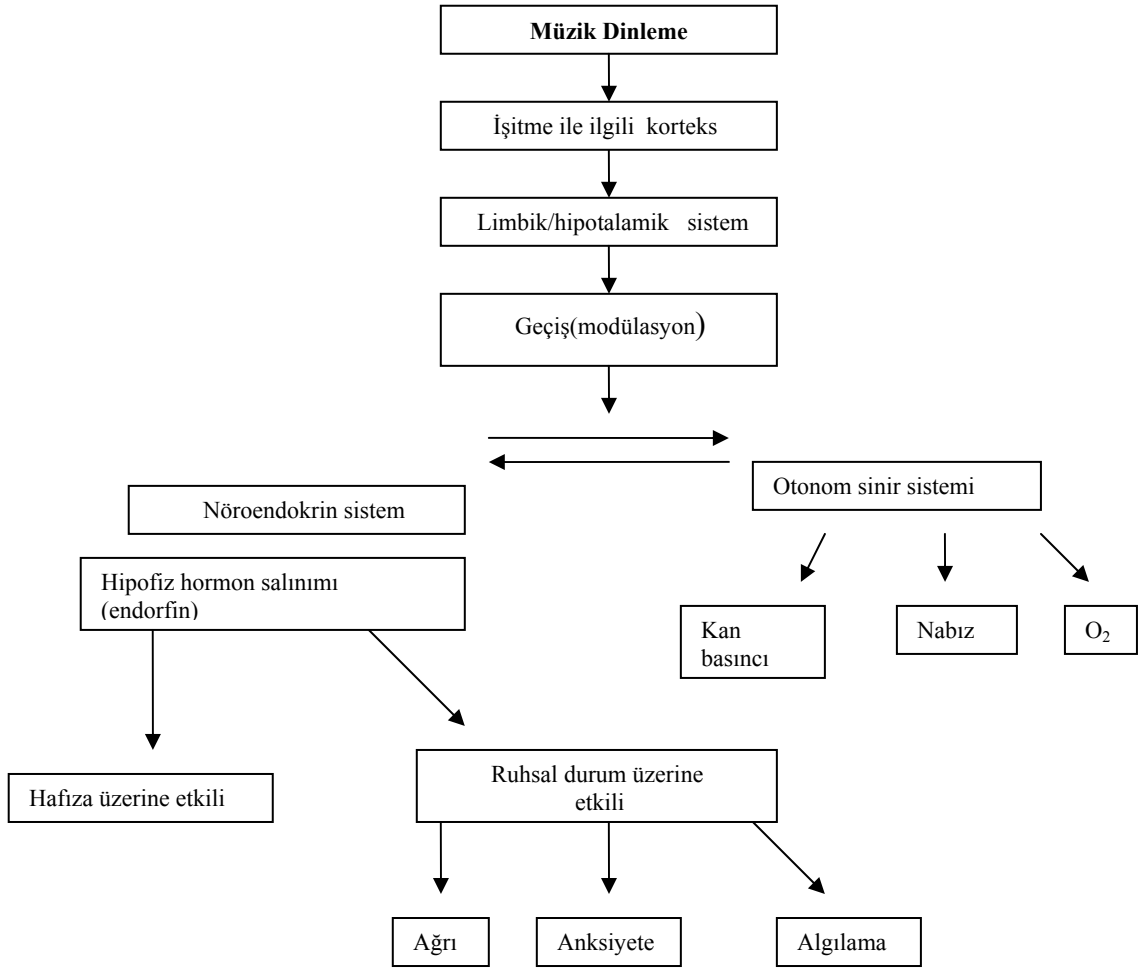 Müzik Dinleme
İşitme ile ilgili korteks
Limbik/hipotalamik sistem
Geçiş(modülasyon)
Otonom sinir sistemi
Nöroendokrin sistem
Hipofiz hormon salınımı
(endorfin)
Kan
basıncı
Nabız
O₂
Ruhsal durum üzerine
etkili
Hafıza üzerine etkili
Ağrı
Anksiyete
Algılama